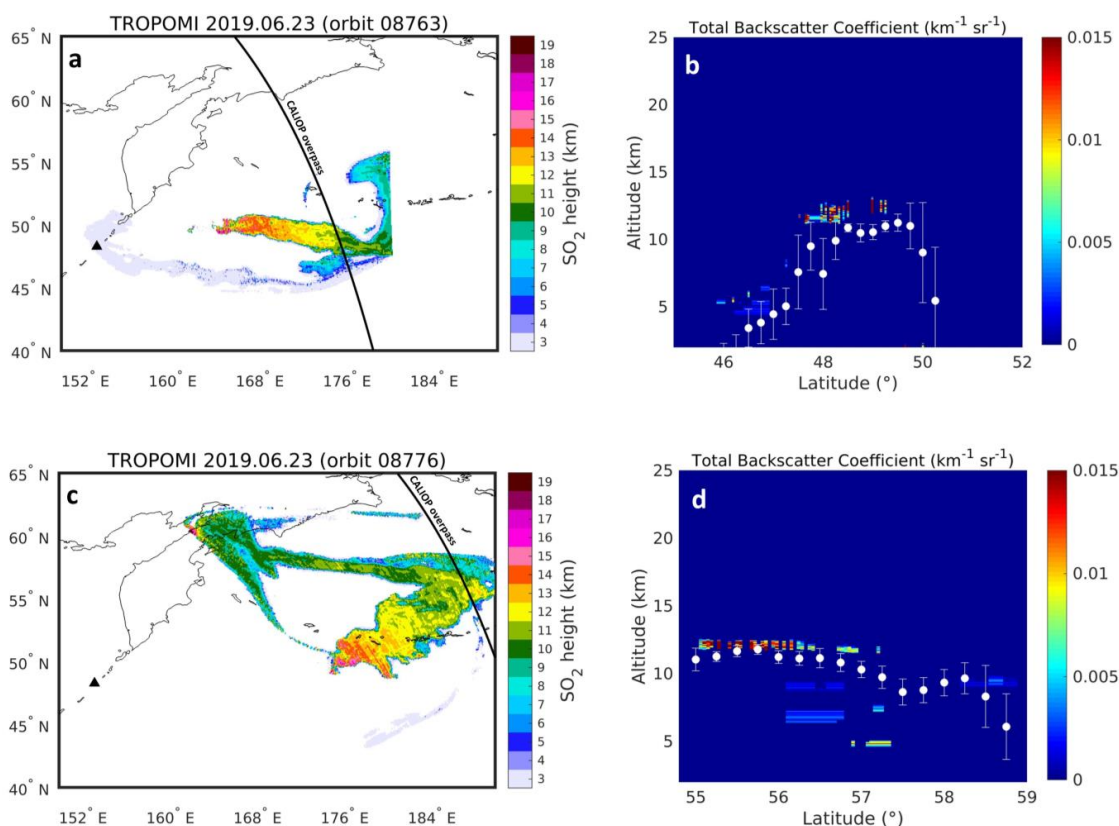 TROPOMI 2019.06.23 (orbit 08763)
a
65° N
60° N
55° N
50° N
45° N
40° N
152° E
160° E
168° E
176° E
184° E
CALIOP overpass
19
18
17
16
15
14
13
12
11
10
9
8
7
6
5
4
3
SO₂ height (km)
Total Backscatter Coefficient (km⁻¹ sr⁻¹)
b
25
20
15
10
5
Altitude (km)
46
48
50
52
Latitude (°)
0.015
0.01
0.005
0
TROPOMI 2019.06.23 (orbit 08776)
c
65° N
60° N
55° N
50° N
45° N
40° N
152° E
160° E
168° E
176° E
184° E
CALIOP overpass
19
18
17
16
15
14
13
12
11
10
9
8
7
6
5
4
3
SO₂ height (km)
Total Backscatter Coefficient (km⁻¹ sr⁻¹)
d
25
20
15
10
5
Altitude (km)
55
56
57
58
59
Latitude (°)
0.015
0.01
0.005
0